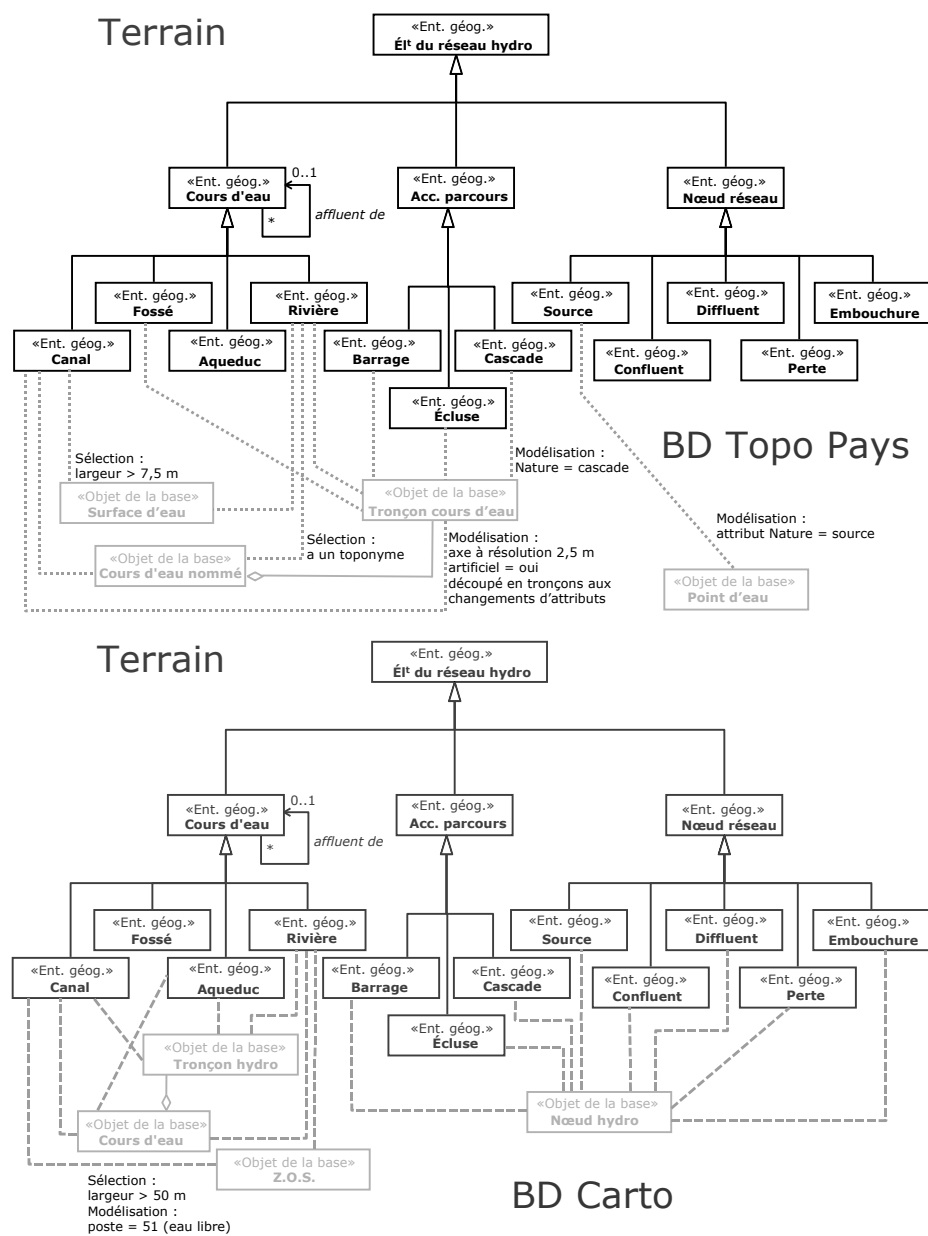 Terrain
«Ent. géog.»
Élt du réseau hydro
«Ent. géog.»
Cours d'eau
0..1
*
affluent de
«Ent. géog.»
Acc. parcours
«Ent. géog.»
Nœud réseau
«Ent. géog.»
Fossé
«Ent. géog.»
Rivière
«Ent. géog.»
Source
«Ent. géog.»
Diffluent
«Ent. géog.»
Embouchure
«Ent. géog.»
Canal
«Ent. géog.»
Aqueduc
«Ent. géog.»
Barrage
«Ent. géog.»
Cascade
«Ent. géog.»
Confluent
«Ent. géog.»
Perte
«Ent. géog.»
Écluse
BD Topo Pays
Sélection :
largeur > 7,5 m
Modélisation :
Nature = cascade
«Objet de la base»
Surface d’eau
«Objet de la base»
Tronçon cours d’eau
Modélisation :
attribut Nature = source
Sélection :
a un toponyme
Modélisation :
axe à résolution 2,5 m
artificiel = oui
découpé en tronçons aux
changements d’attributs
«Objet de la base»
Cours d'eau nommé
«Objet de la base»
Point d’eau
Terrain
«Ent. géog.»
Élt du réseau hydro
«Ent. géog.»
Cours d'eau
0..1
*
affluent de
«Ent. géog.»
Acc. parcours
«Ent. géog.»
Nœud réseau
«Ent. géog.»
Fossé
«Ent. géog.»
Rivière
«Ent. géog.»
Source
«Ent. géog.»
Diffluent
«Ent. géog.»
Embouchure
«Ent. géog.»
Canal
«Ent. géog.»
Aqueduc
«Ent. géog.»
Barrage
«Ent. géog.»
Cascade
«Ent. géog.»
Confluent
«Ent. géog.»
Perte
«Ent. géog.»
Écluse
«Objet de la base»
Tronçon hydro
«Objet de la base»
Nœud hydro
«Objet de la base»
Cours d'eau
«Objet de la base»
Z.O.S.
Sélection :
largeur > 50 m
Modélisation :
poste = 51 (eau libre)
BD Carto